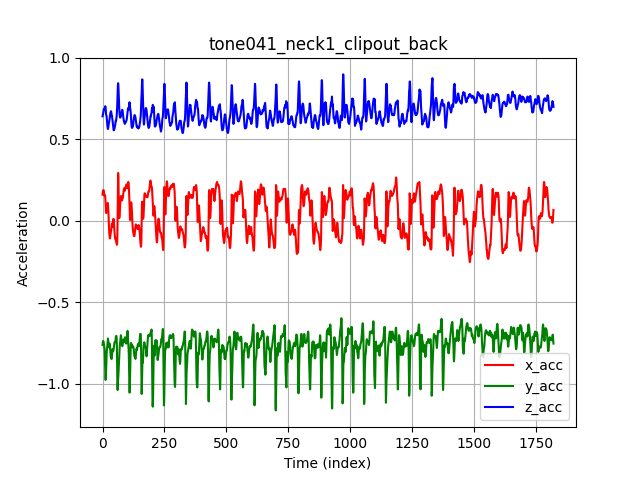 tone041_neck1_clipout_back
1.0
0.5
0.0
−0.5
−1.0
Acceleration
0
250
500
750
1000
1250
1500
1750
Time (index)
x_acc
y_acc
z_acc